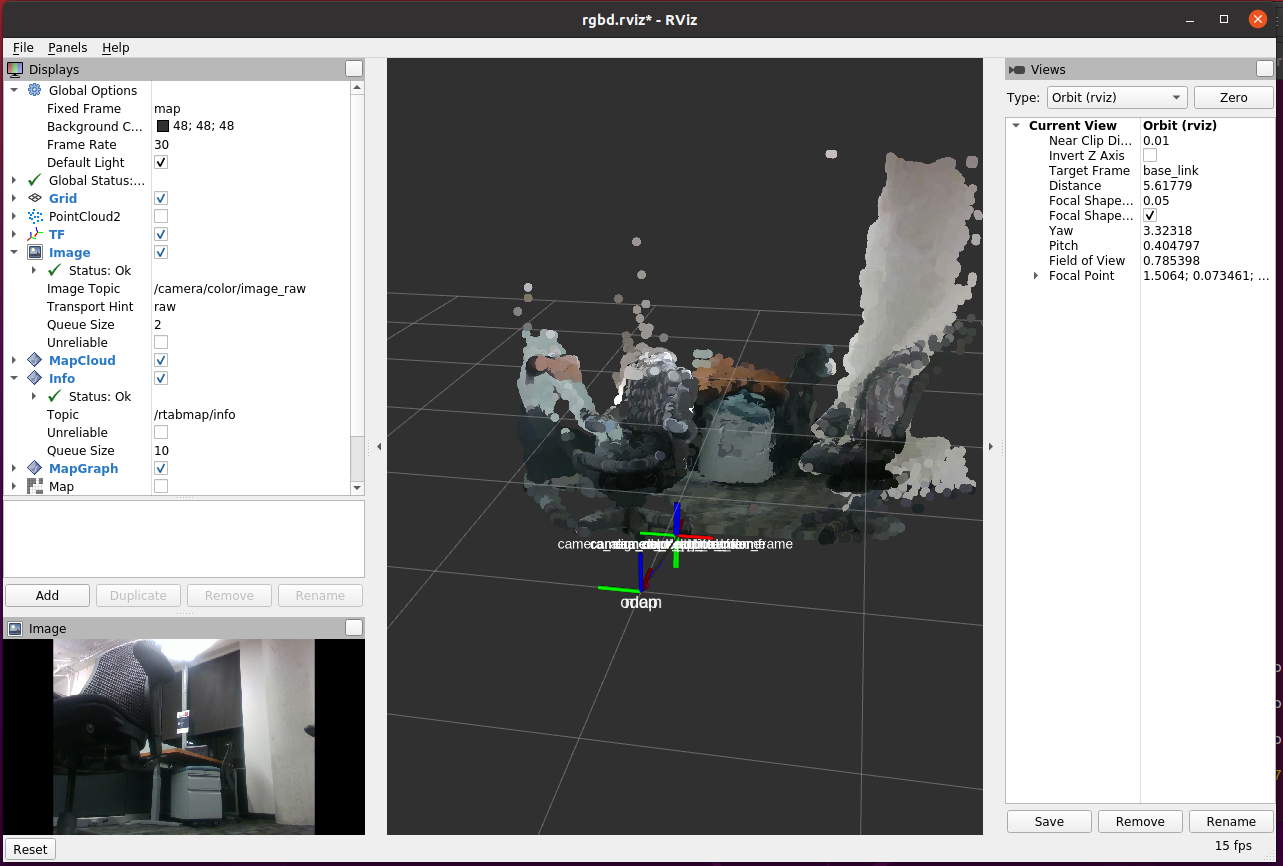 rgbd.rviz* - RViz
File Panels Help
Displays
Global Options
Fixed Frame map
Background C... 48; 48; 48
Frame Rate 30
Default Light
Global Status:...
Grid
PointCloud2
TF
Image
Status: Ok
Image Topic /camera/color/image_raw
Transport Hint raw
Queue Size 2
Unreliable
MapCloud
Info
Status: Ok
Topic /rtabmap/info
Unreliable
Queue Size 10
MapGraph
Map
Add Duplicate Remove Rename
Image
Reset
map
Views
Type: Orbit (rviz) Zero
Current View Orbit (rviz)
Near Clip Di... 0.01
Invert Z Axis
Target Frame base_link
Distance 5.61779
Focal Shape... 0.05
Focal Shape...
Yaw 3.32318
Pitch 0.404797
Field of View 0.785398
Focal Point 1.5064; 0.073461; ...
Save Remove Rename
15 fps